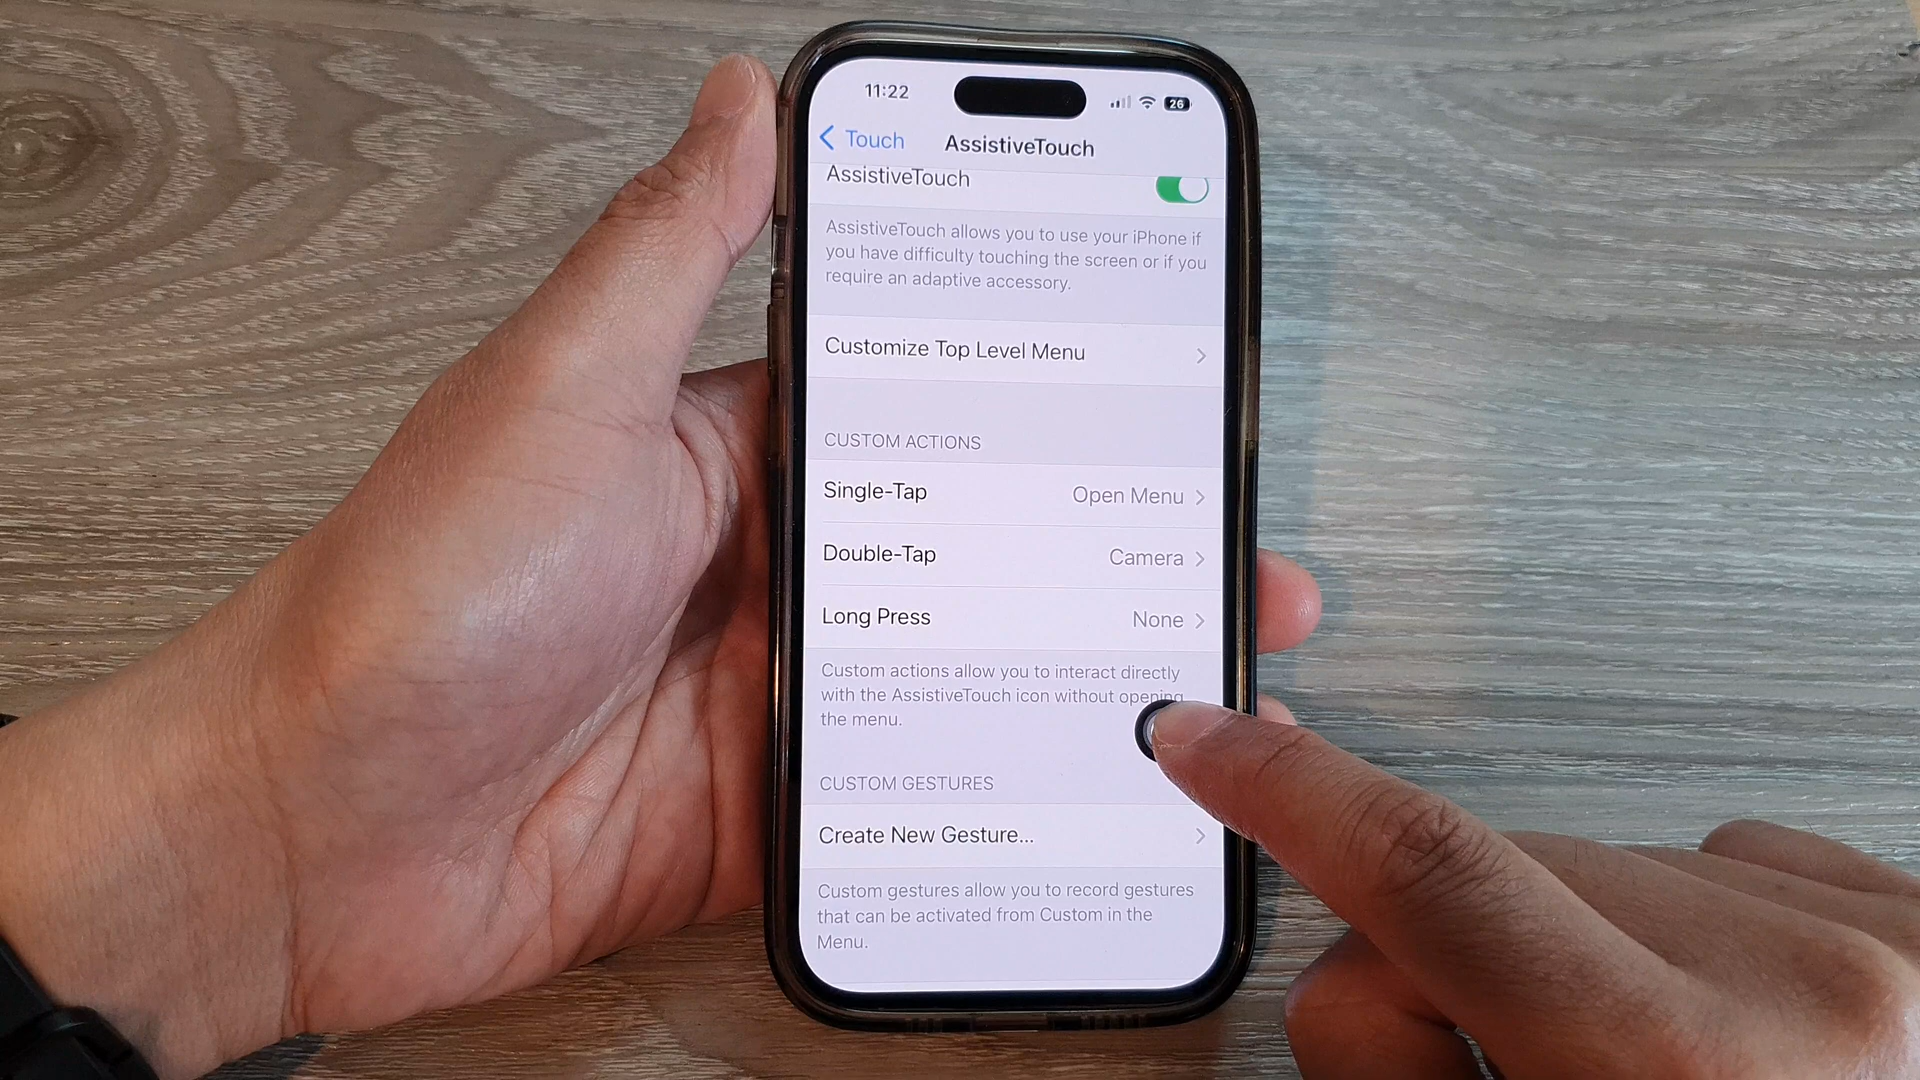 11:22
26
Touch
AssistiveTouch
AssistiveTouch
AssistiveTouch allows you to use your iPhone if
you have difficulty touching the screen or if you
require an adaptive accessory.
Customize Top Level Menu
CUSTOM ACTIONS
Single-Tap Open Menu
Double-Tap Camera
Long Press None
Custom actions allow you to interact directly
with the AssistiveTouch icon without opening
the menu.
CUSTOM GESTURES
Create New Gesture...
Custom gestures allow you to record gestures
that can be activated from Custom in the
Menu.